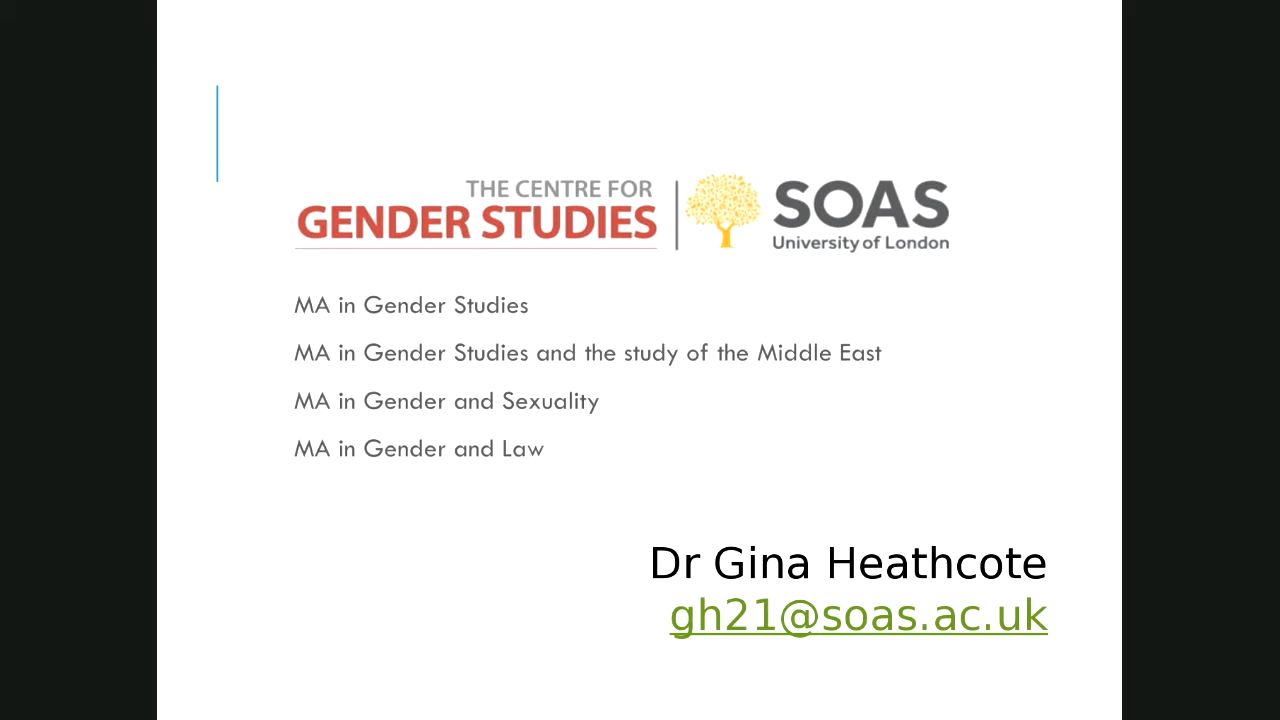 THE CENTRE FOR
GENDER STUDIES
SOAS
University of London
MA in Gender Studies
MA in Gender Studies and the study of the Middle East
MA in Gender and Sexuality
MA in Gender and Law
Dr Gina Heathcote
gh21@soas.ac.uk